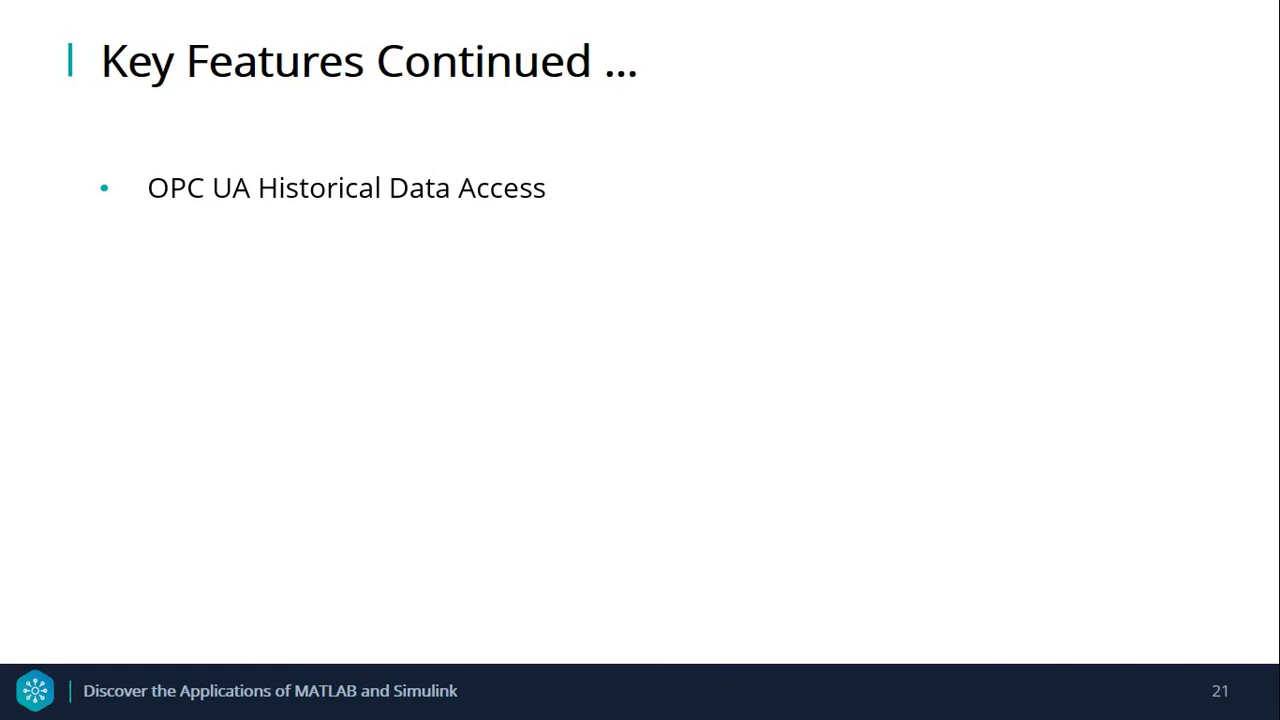 Key Features Continued ...
• OPC UA Historical Data Access
Discover the Applications of MATLAB and Simulink
21